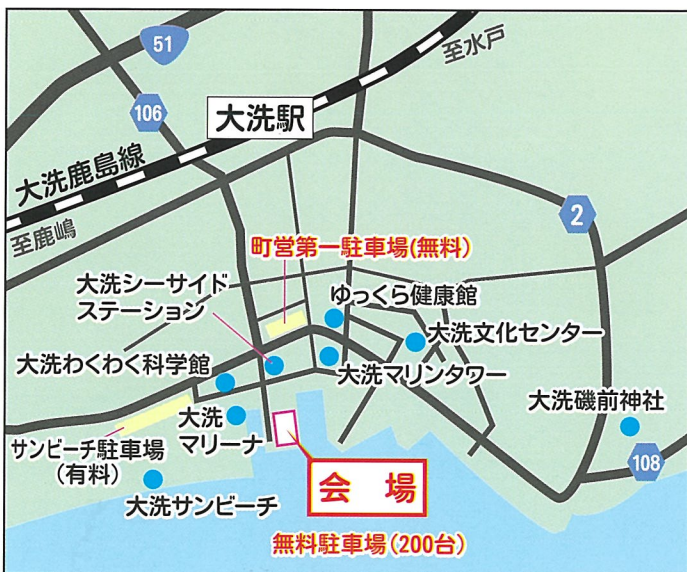 51
至水戸
106
大洗駅
大洗鹿島線
至鹿嶋
2
町営第一駐車場(無料)
大洗シーサイド
ステーション
ゆっくら健康館
大洗文化センター
大洗わくわく科学館
大洗マリンタワー
大洗磯前神社
大洗
マリーナ
サンビーチ駐車場
(有料)
108
会 場
大洗サンビーチ
無料駐車場(200台)